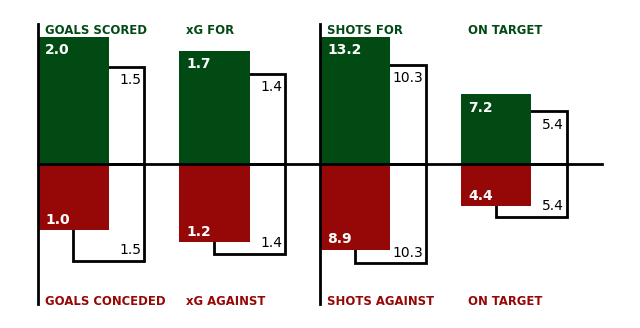 GOALS SCORED xG FOR SHOTS FOR ON TARGET
2.0 1.5 1.7 1.4 13.2 10.3 7.2 5.4
1.0 1.5 1.2 1.4 8.9 10.3 4.4 5.4
GOALS CONCEDED xG AGAINST SHOTS AGAINST ON TARGET